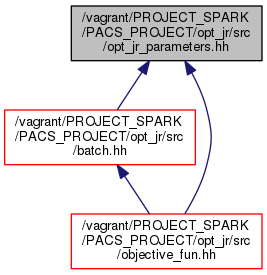 /vagrant/PROJECT_SPARK
/PACS_PROJECT/opt_jr/src
/opt_jr_parameters.hh
/vagrant/PROJECT_SPARK
/PACS_PROJECT/opt_jr/src
/batch.hh
/vagrant/PROJECT_SPARK
/PACS_PROJECT/opt_jr/src
/objective_fun.hh